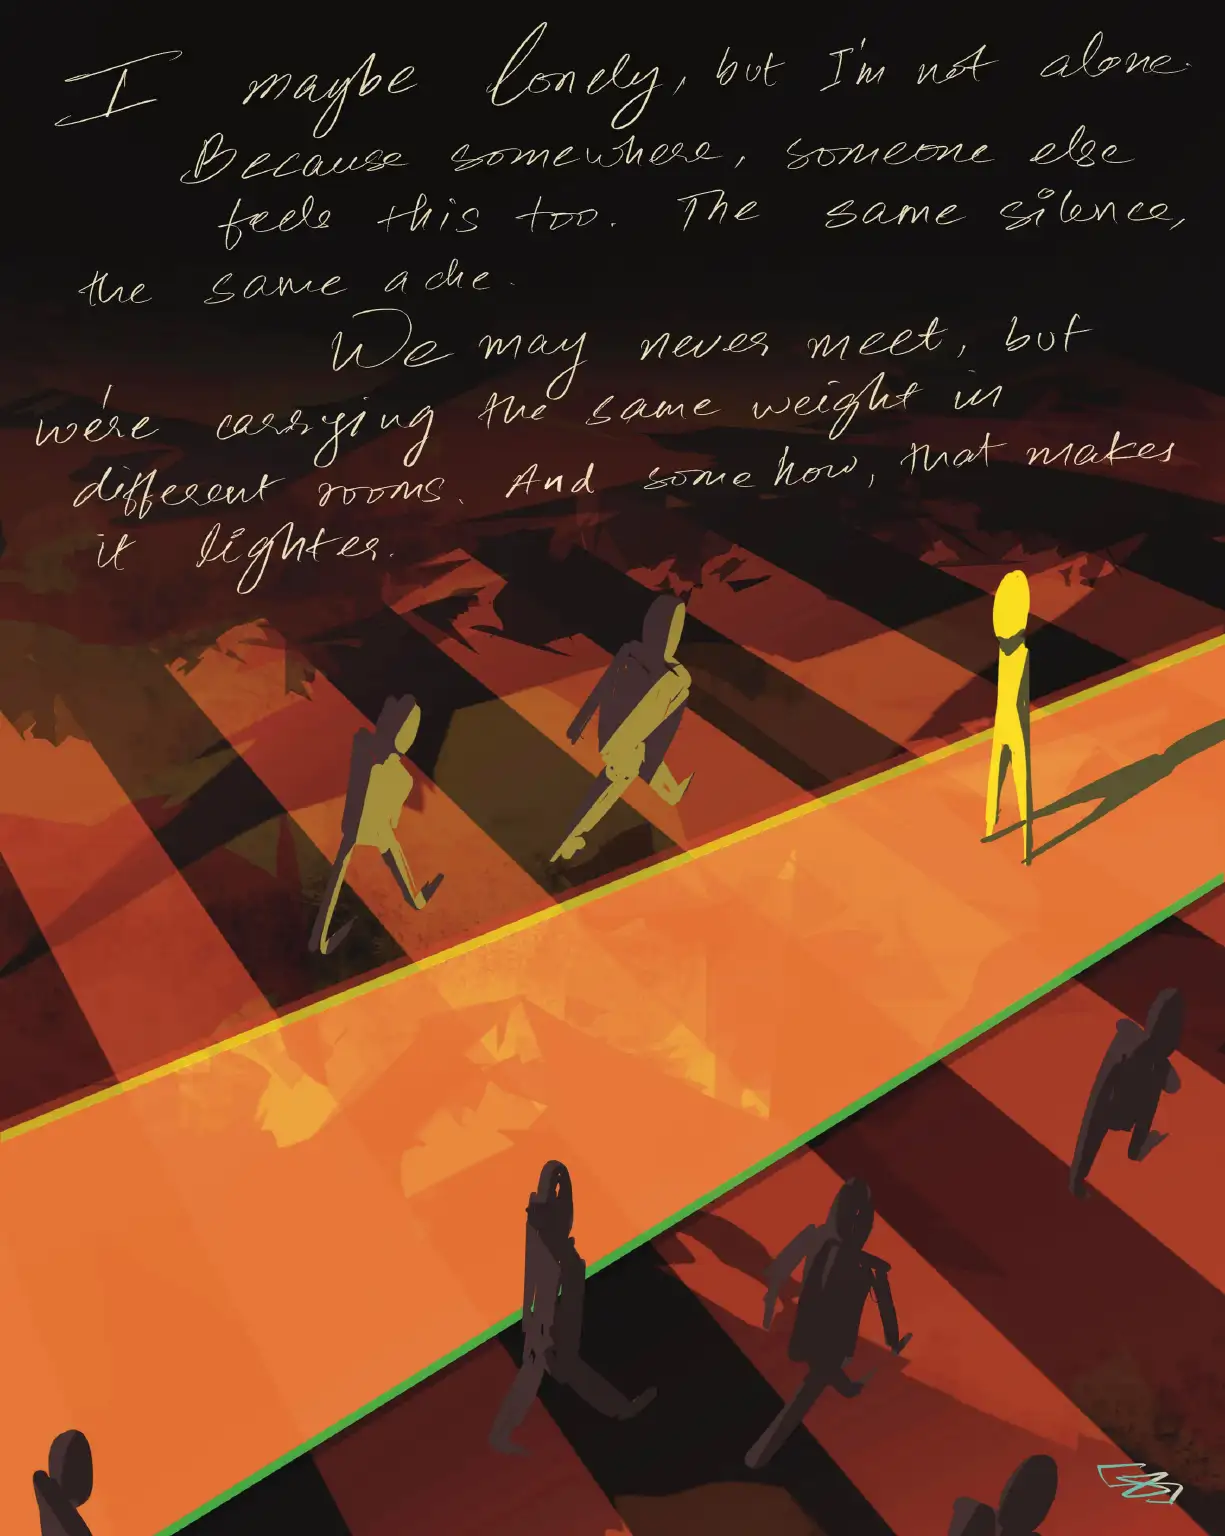 I maybe lonely, but I'm not alone.
Because somewhere, someone else
feels this too. The same silence,
the same ache.
We may never meet, but
we're carrying the same weight in
different rooms. And somehow, that makes
it lighter.